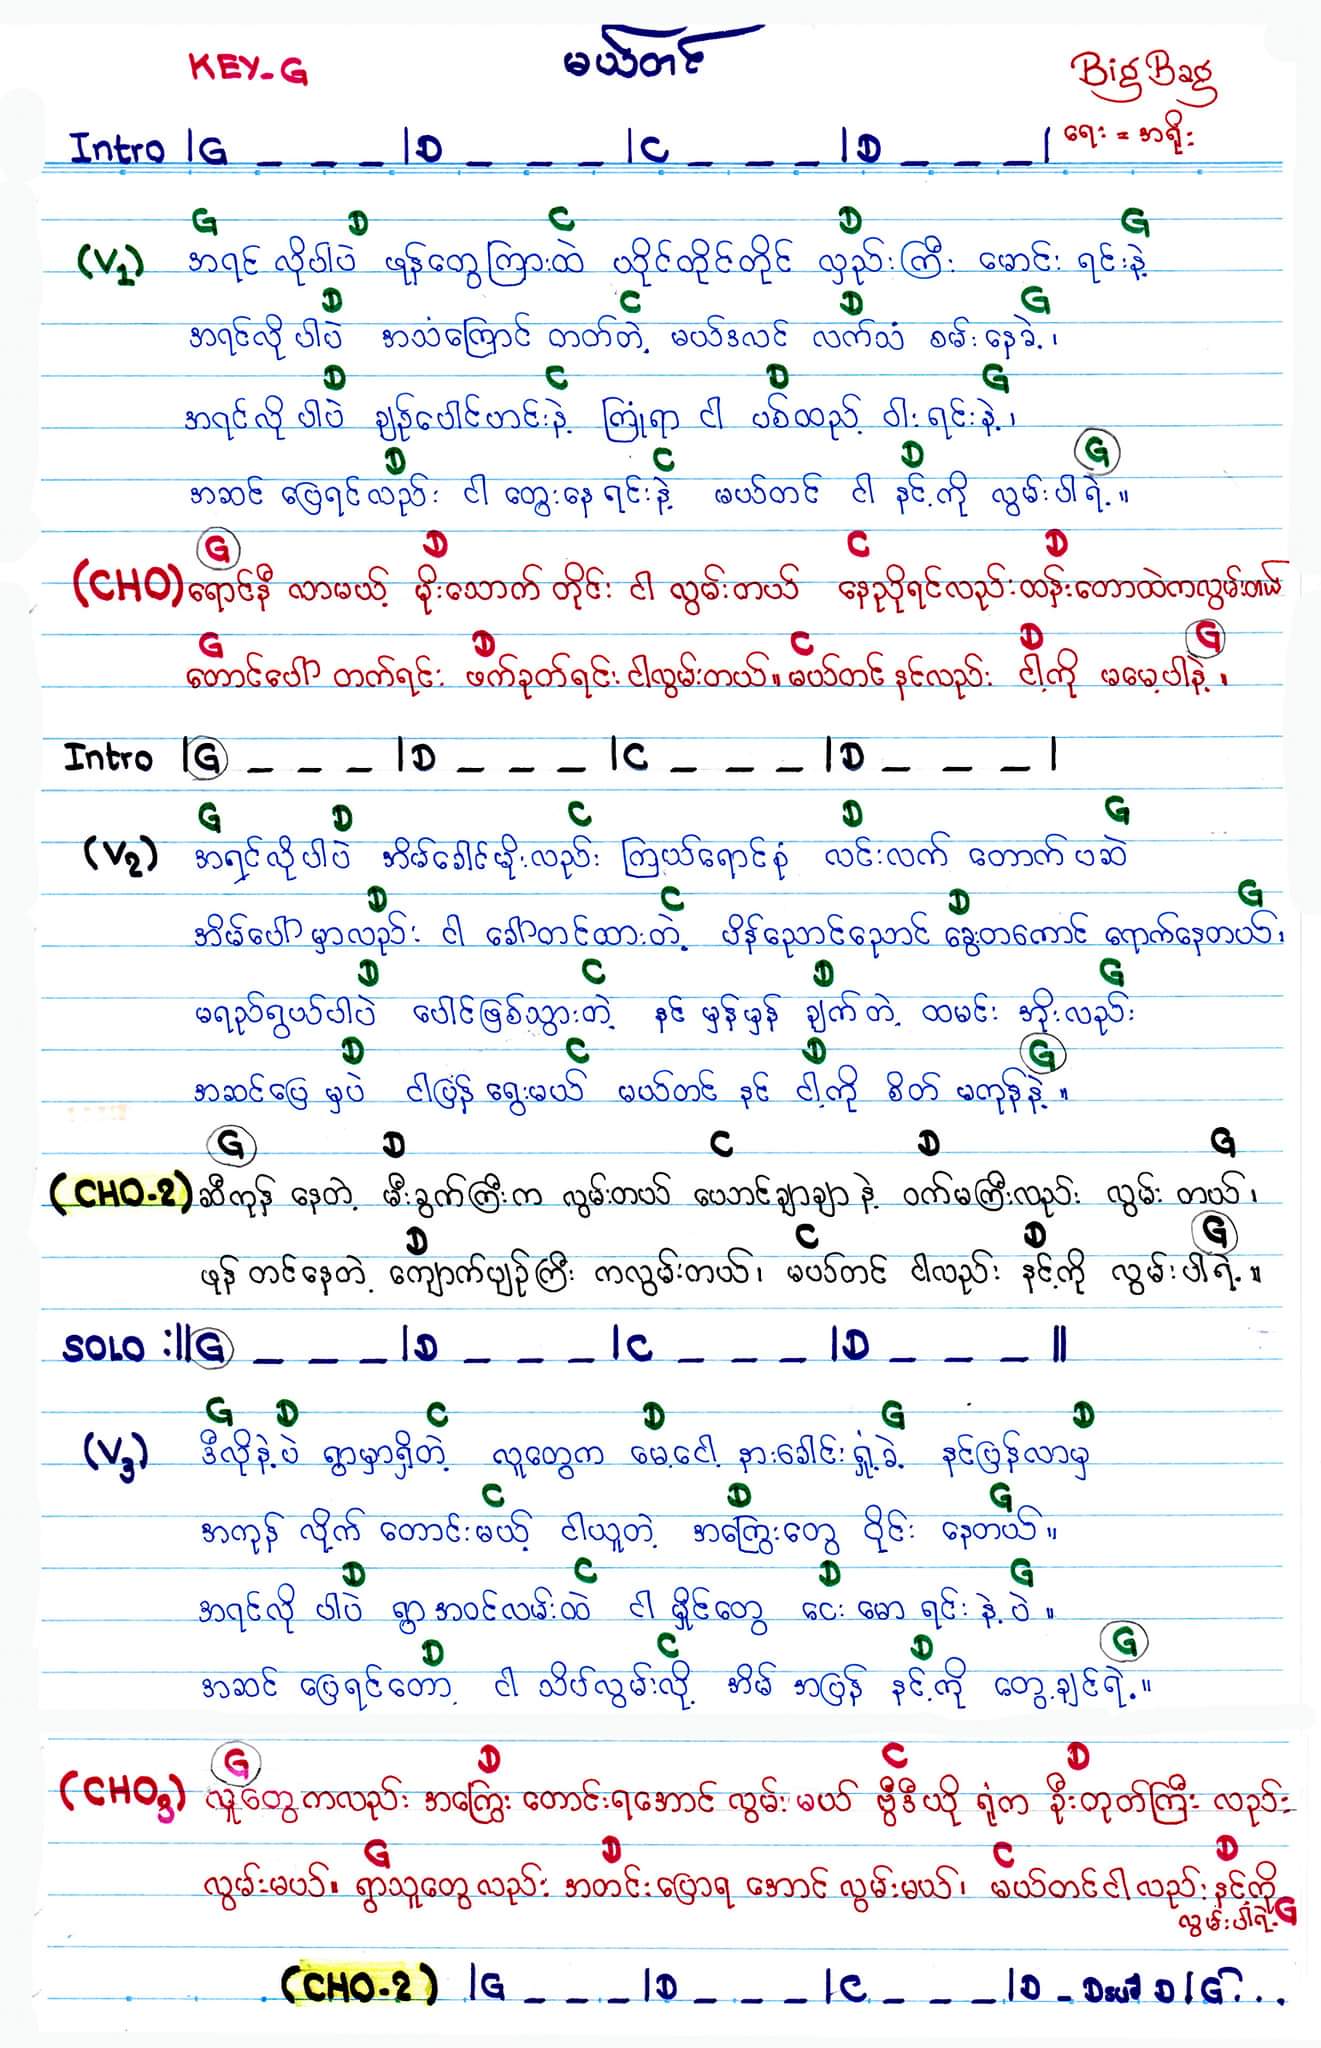 မယ်တင်
KEY-G
Big Bag
ရေး = အရိုး
Intro |G _ _ _ |D _ _ _ |C _ _ _ |D _ _ _ |
G D C D G
(V1) အရင်လိုပါပဲ ဖုန်တွေကြားထဲ ယိုင်တိုင်တိုင် လှည်းကြီး မောင်းရင်းနဲ့
D C D G
အရင်လိုပါပဲ အသံကြောင်တတ်တဲ့ မယ်ဒလင် လက်သံ စမ်းနေခဲ့၊
D C D G
အရင်လိုပါပဲ ချဉ်ပေါင်ဟင်းနဲ့ ကြုံရာ ငါ ပစ်ထည့် ဝါးရင်းနဲ့၊
D C D G
အဆင်ပြေရင်လည်း ငါ တွေးနေရင်းနဲ့ မယ်တင် ငါ နင့်ကို လွမ်းပါရဲ့။
G D C D
(CHO) ရောင်နီ လာမယ့် မိုးသောက်တိုင်း ငါ လွမ်းတယ် နေညိုရင်လည်းထန်းတောထဲကလွမ်းတယ်
G D C D G
တောင်ပေါ် တက်ရင်း ဖက်ခုတ်ရင်း ငါလွမ်းတယ်။ မယ်တင် နင်လည်း ငါ့ကို မမေ့ပါနဲ့၊
Intro |G _ _ _ |D _ _ _ |C _ _ _ |D _ _ _ |
G D C D G
(V2) အရင်လိုပါပဲ အိမ်ခေါင်မိုးလည်း ကြယ်ရောင်စုံ လင်းလက် တောက်ပဆဲ
D C D G
အိမ်ပေါ်မှာလည်း ငါ ခေါ်တင်ထားတဲ့ ပိန်ညောင်ညောင် ခွေးတကောင် ရောက်နေတယ်၊
D C D G
မရည်ရွယ်ပါပဲ ပေါင်ဖြစ်သွားတဲ့ နင် မှန်မှန် ချက်တဲ့ ထမင်း အိုးလည်း
D C D G
အဆင်ပြေ မှပဲ ငါပြန် ရွေးမယ် မယ်တင် နင် ငါ့ကို စိတ် မကုန်နဲ့။
G D C D G
(CHO-2) ဆီကုန် နေတဲ့ မီးခွက်ကြီးက လွမ်းတယ် ယောင်ချာချာ နဲ့ ဝက်မကြီးလည်း လွမ်းတယ်၊
D C D G
ဖုန်တင်နေတဲ့ ကျောက်ပျဉ်ကြီး ကလွမ်းတယ်၊ မယ်တင် ငါလည်း နင့်ကို လွမ်းပါရဲ့။
SOLO :||G _ _ _ |D _ _ _ |C _ _ _ |D _ _ _ ||
G D C D G D
(V3) ဒီလိုနဲ့ပဲ ရွာမှာရှိတဲ့ လူတွေက မေ့ငေါ့ နားခေါင်းရှုံ့ခဲ့ နင်ပြန်လာမှ
C D G
အကုန် လိုက် တောင်းမယ့် ငါယူတဲ့ အကြွေးတွေ ဝိုင်း နေတယ်။
D C D G
အရင်လို ပါပဲ ရွာအဝင်လမ်းထဲ ငါ မှိုင်တွေ ငေးမောရင်းနဲ့ ပဲ။
D C D G
အဆင် ပြေရင်တော့ ငါ သိပ်လွမ်းလို့ အိမ် အပြန် နင့်ကို တွေ့ချင်ရဲ့။
G D C D
(CHO3) လူတွေကလည်း အကြွေး တောင်းရအောင် လွမ်းမယ် ဗွီဒီယို ရုံက ဦးတုတ်ကြီး လည်း
G D C D
လွမ်းမယ်။ ရွာသူတွေလည်း အတင်းပြောရ အောင်လွမ်းမယ်၊ မယ်တင်ငါလည်း နင့်ကို
လွမ်းပါရဲ့ G
(CHO-2) |G _ _ _ |D _ _ _ |C _ _ _ |D _ D D |G . . .